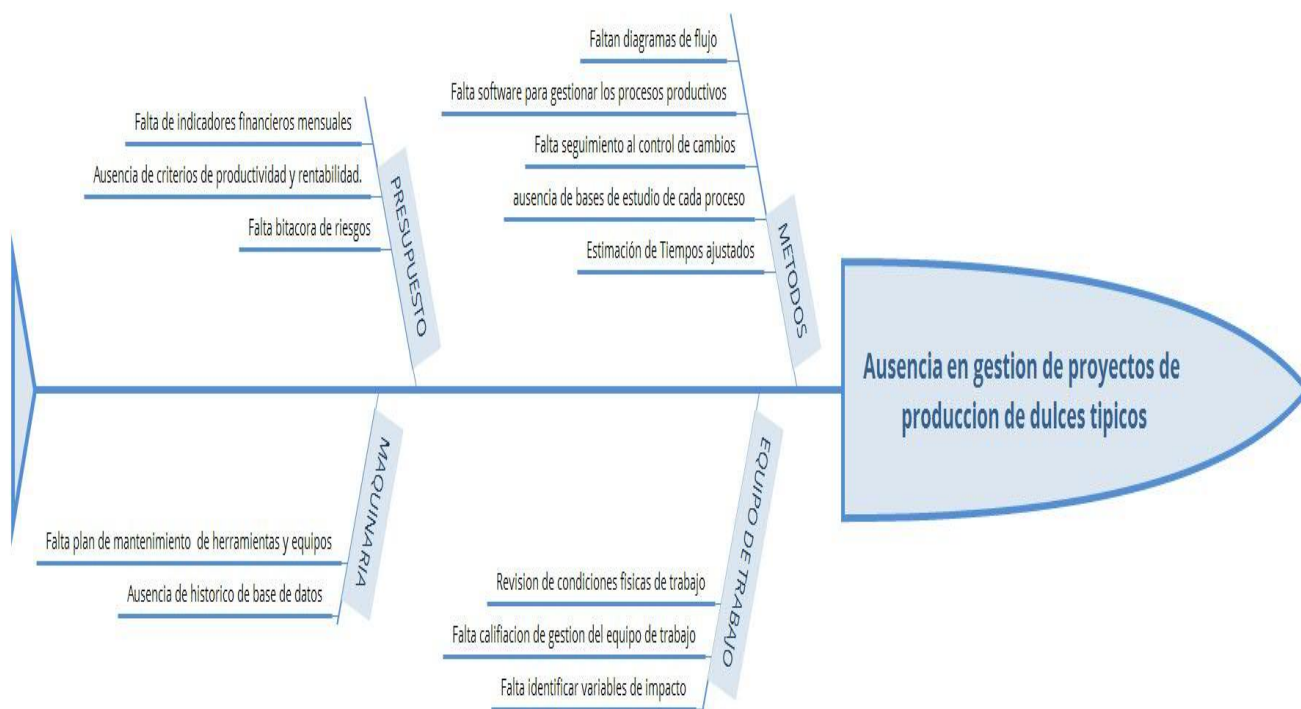 Faltan diagramas de flujo
Falta software para gestionar los procesos productivos
Falta seguimiento al control de cambios
ausencia de bases de estudio de cada proceso
Estimación de Tiempos ajustados
METODOS
Falta de indicadores financieros mensuales
Ausencia de criterios de productividad y rentabilidad.
Falta bitacora de riesgos
PRESUPUESTO
Ausencia en gestion de proyectos de
produccion de dulces tipicos
MAQUINARIA
Falta plan de mantenimiento de herramientas y equipos
Ausencia de historico de base de datos
EQUIPO DE TRABAJO
Revision de condiciones físicas de trabajo
Falta califiacion de gestion del equipo de trabajo
Falta identificar variables de impacto